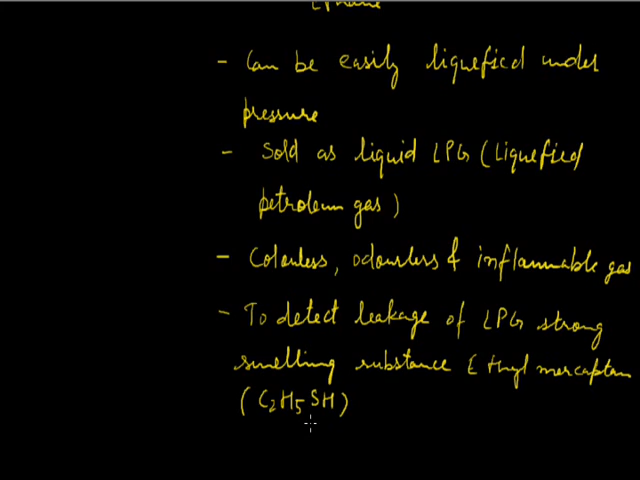 - Can be easily liquefied under
pressure
- Sold as liquid LPG (Liquefied
petroleum gas)
- Colourless, odourless & inflammable gas
- To detect leakage of LPG strong
smelling substance Ethyl mercaptan
(C2H5SH)